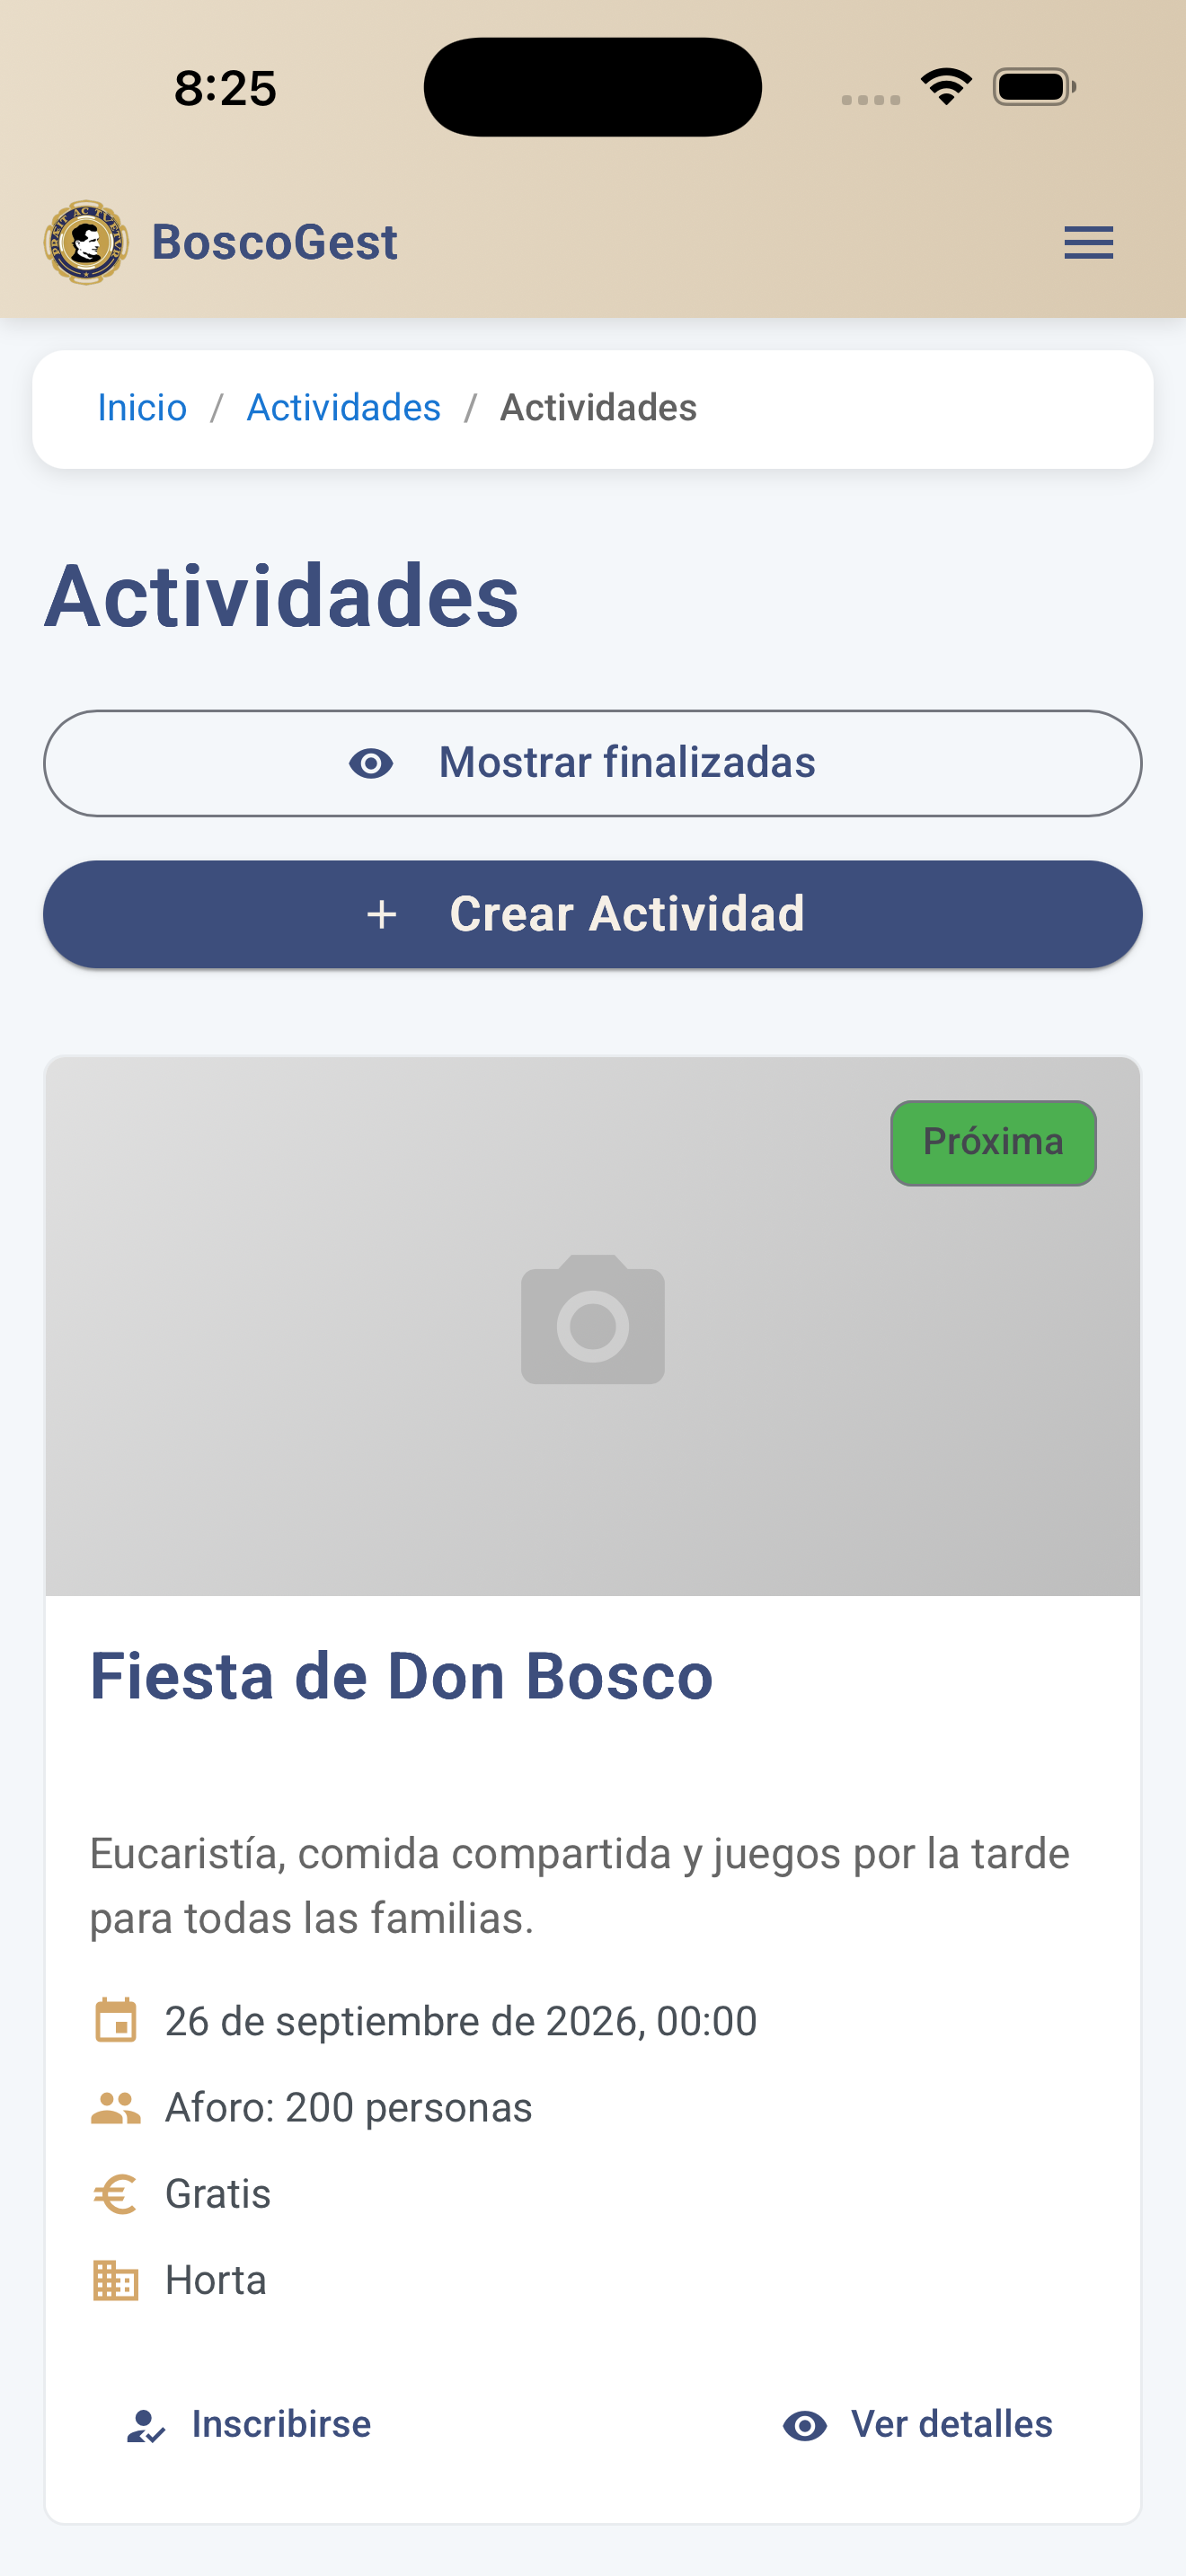 8:25
BoscoGest
Inicio / Actividades / Actividades
Actividades
Mostrar finalizadas
+ Crear Actividad
Próxima
Fiesta de Don Bosco
Eucaristía, comida compartida y juegos por la tarde
para todas las familias.
26 de septiembre de 2026, 00:00
Aforo: 200 personas
Gratis
Horta
Inscribirse
Ver detalles